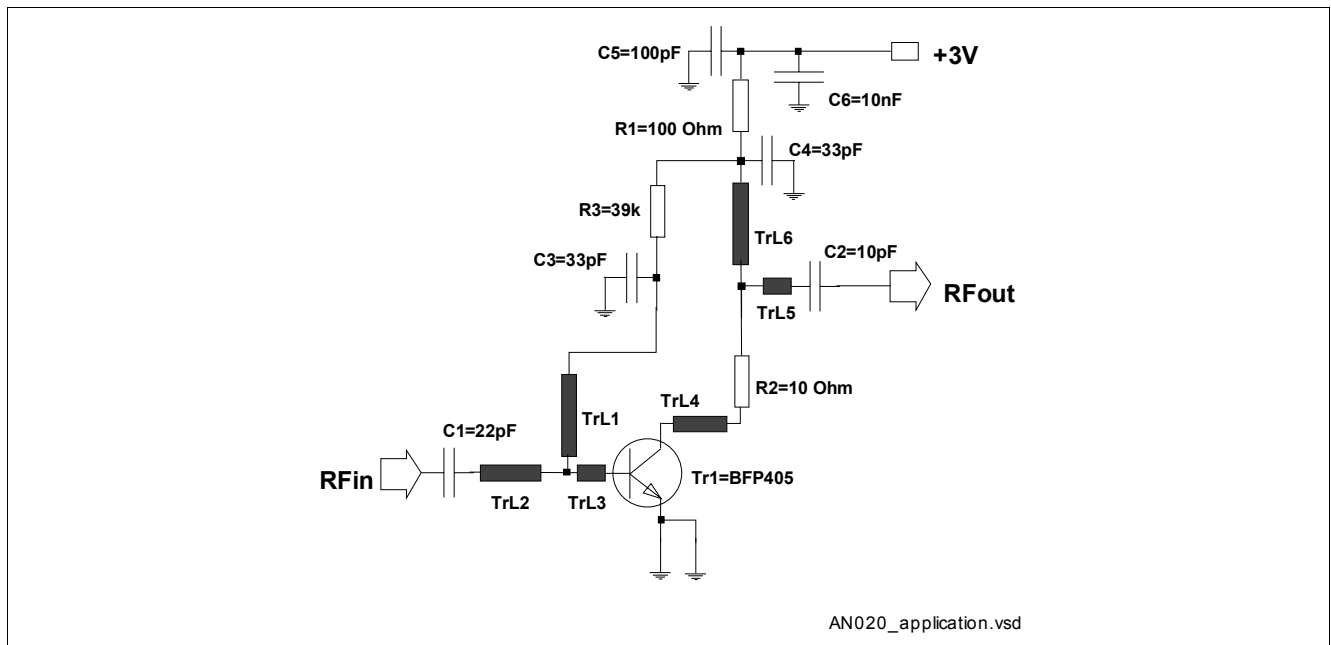 C5=100pF
+3V
C6=10nF
R1=100 Ohm
C4=33pF
R3=39k
TrL6
C2=10pF
C3=33pF
RFout
TrL5
R2=10 Ohm
TrL4
TrL1
C1=22pF
RFin
Tr1=BFP405
TrL2
TrL3
AN020_application.vsd